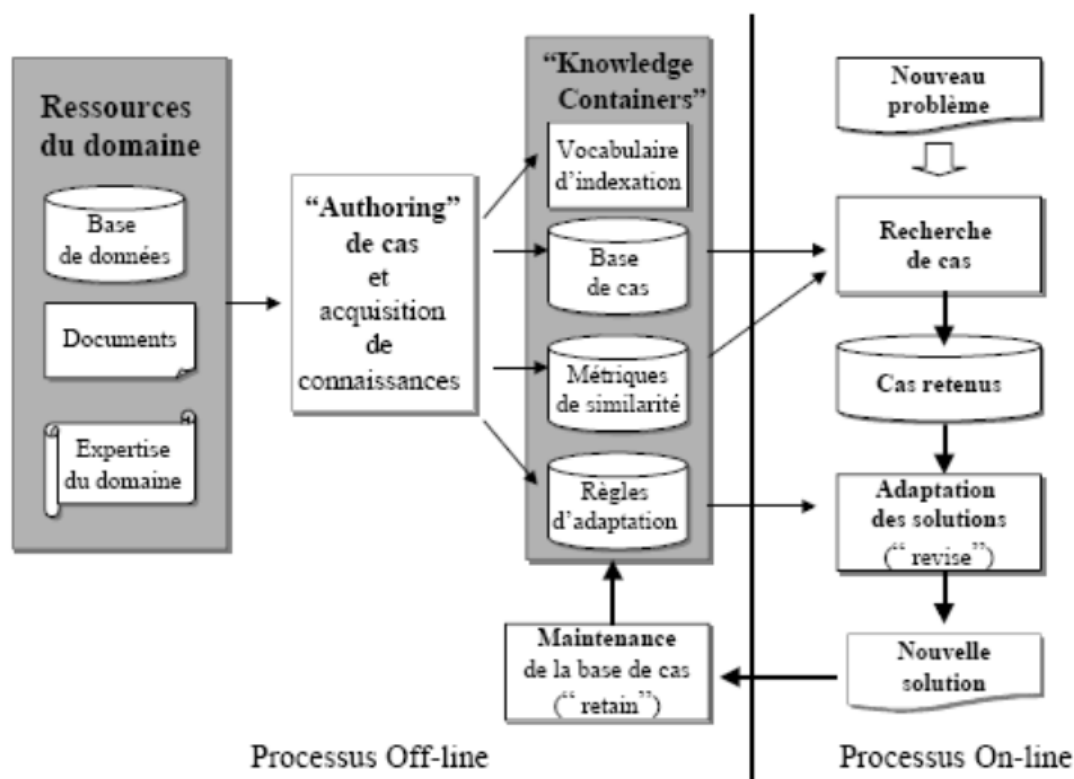 Ressources
du domaine
Base
de données
Documents
Expertise
du domaine
“Authoring”
de cas
et
acquisition
de
connaissances
“Knowledge
Containers”
Vocabulaire
d’indexation
Base
de cas
Métriques
de similarité
Règles
d’adaptation
Maintenance
de la base de cas
(“ retain”)
Nouveau
problème
Recherche
de cas
Cas retenus
Adaptation
des solutions
(“ revise”)
Nouvelle
solution
Processus Off-line
Processus On-line